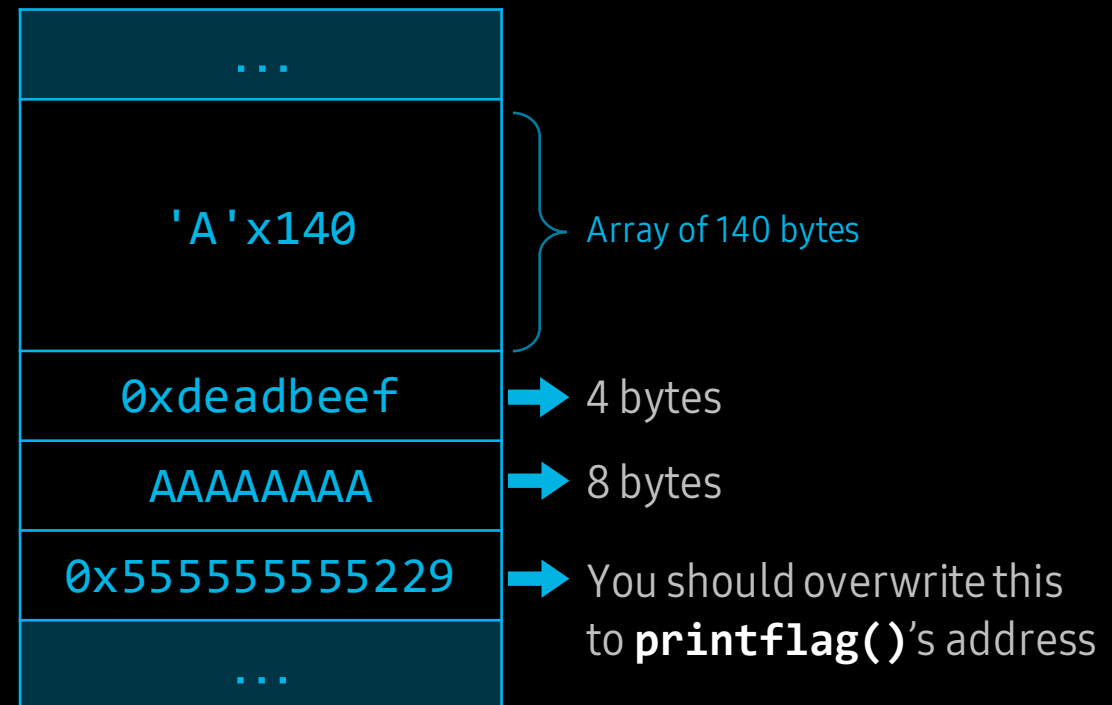 ...
'A'x140
Array of 140 bytes
0xdeadbeef
4 bytes
AAAAAAAA
8 bytes
0x555555555229
You should overwrite this
to printflag()'s address
...